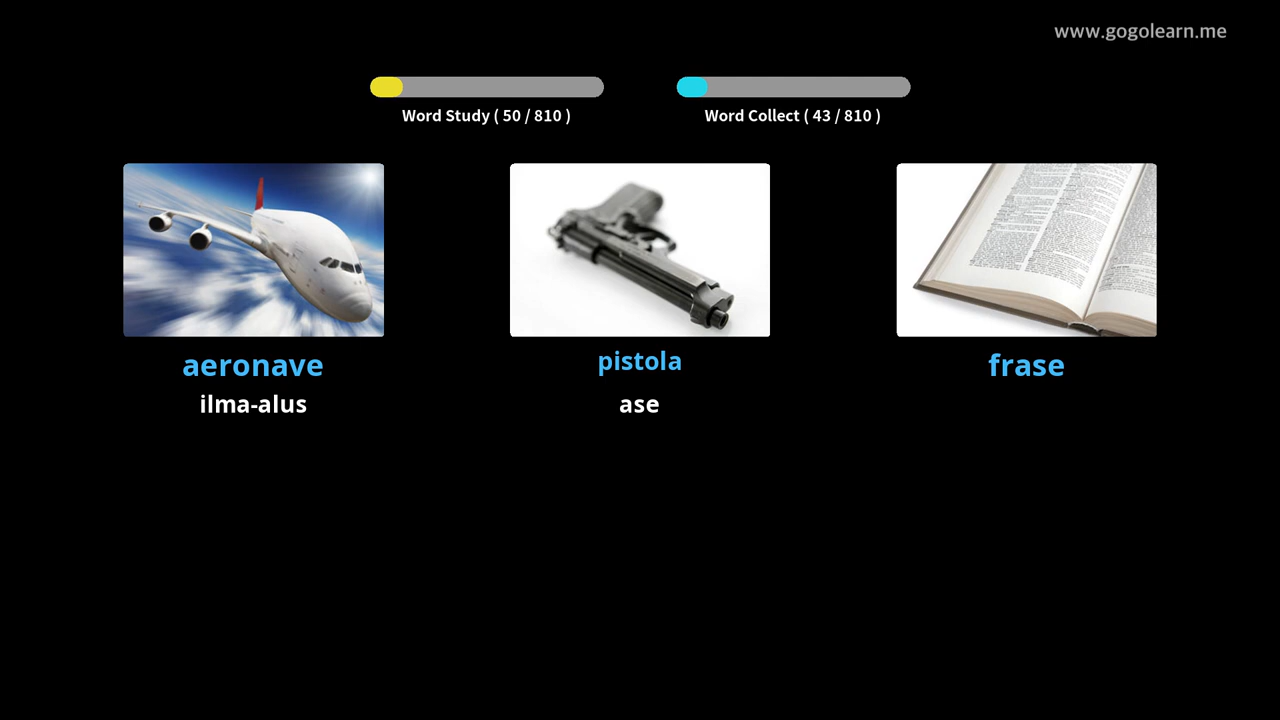 www.gogolearn.me
Word Study ( 50 / 810 )
Word Collect ( 43 / 810 )
aeronave
ilma-alus
pistola
ase
frase